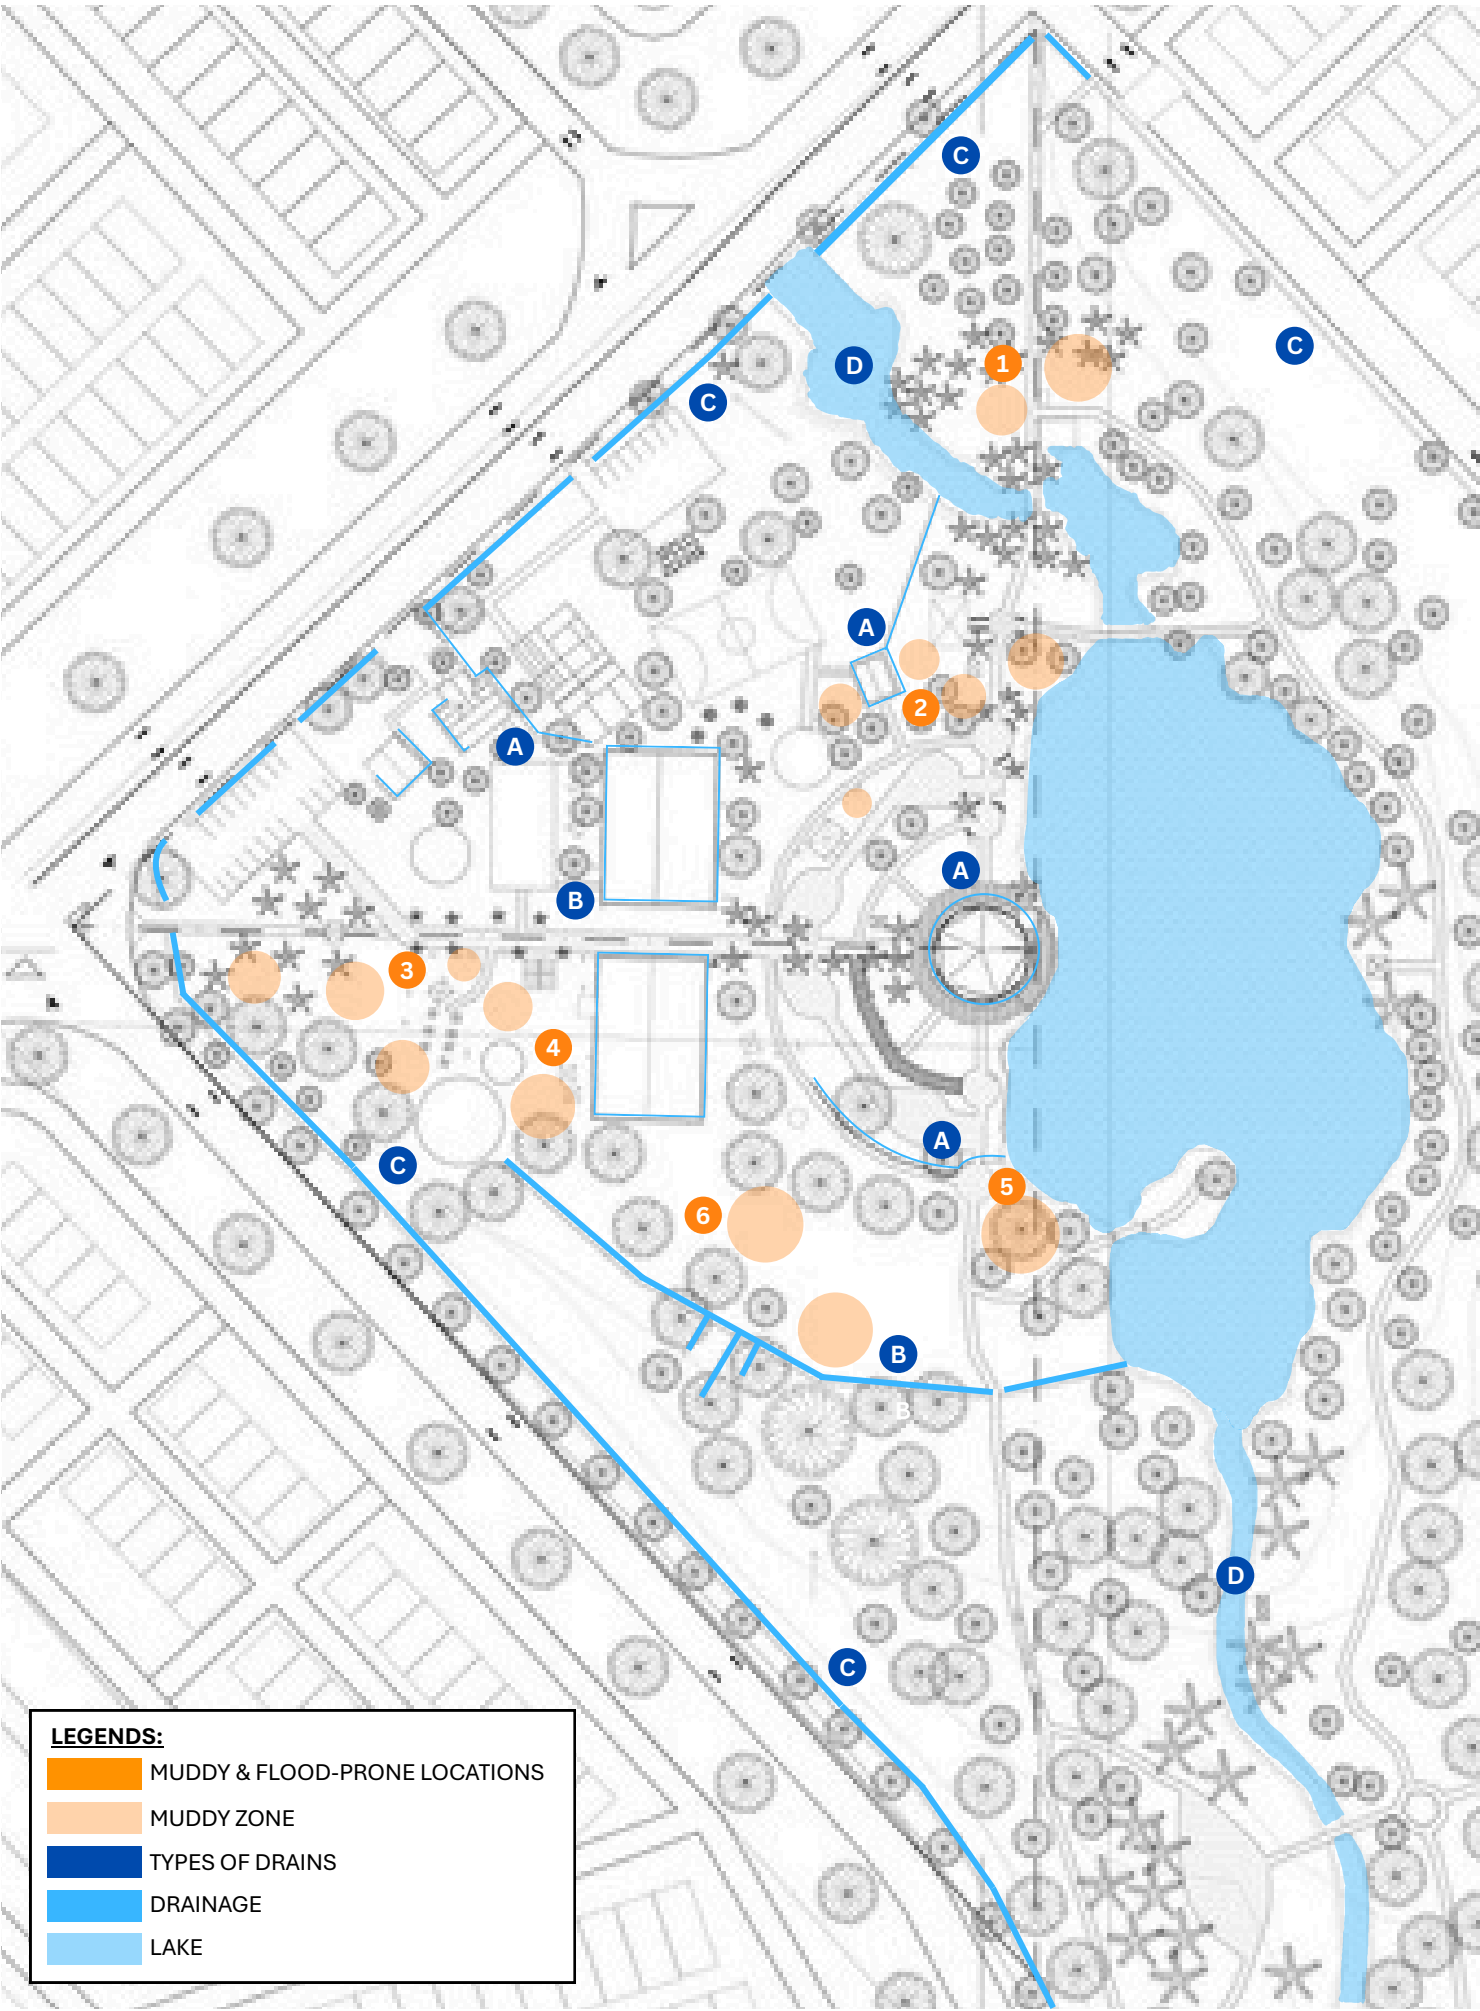 C
C
1
D
C
A
2
A
A
B
3
4
A
C
5
6
B
B
D
C
LEGENDS:
MUDDY & FLOOD-PRONE LOCATIONS
MUDDY ZONE
TYPES OF DRAINS
DRAINAGE
LAKE